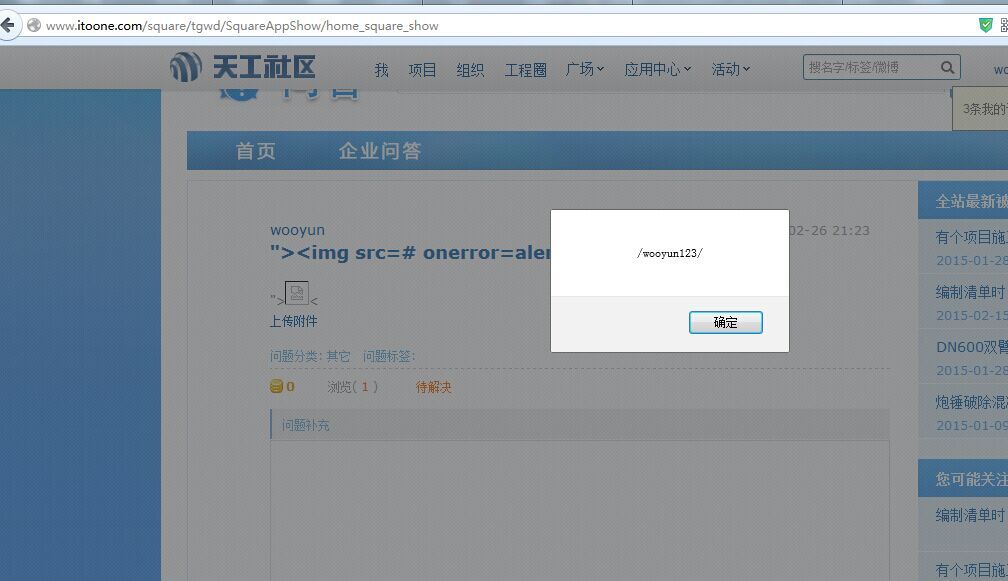 www.itoone.com/square/tgwd/SquareAppShow/home_square_show
天工社区 我 项目 组织 工程圈 广场 应用中心 活动 搜名字/标签/微博 wo
问答
3条我的
首页 企业问答
全站最新被
wooyun 02-26 21:23
"><img src=# onerror=aler
/wooyun123/
有个项目施工
2015-01-28
"> <
编制清单时
上传附件
2015-02-15
确定
DN600双臂
问题分类: 其它 问题标签:
2015-01-28
0 浏览( 1 ) 待解决
炮锤破除混
2015-01-09
问题补充
您可能关注
编制清单时
有个项目施